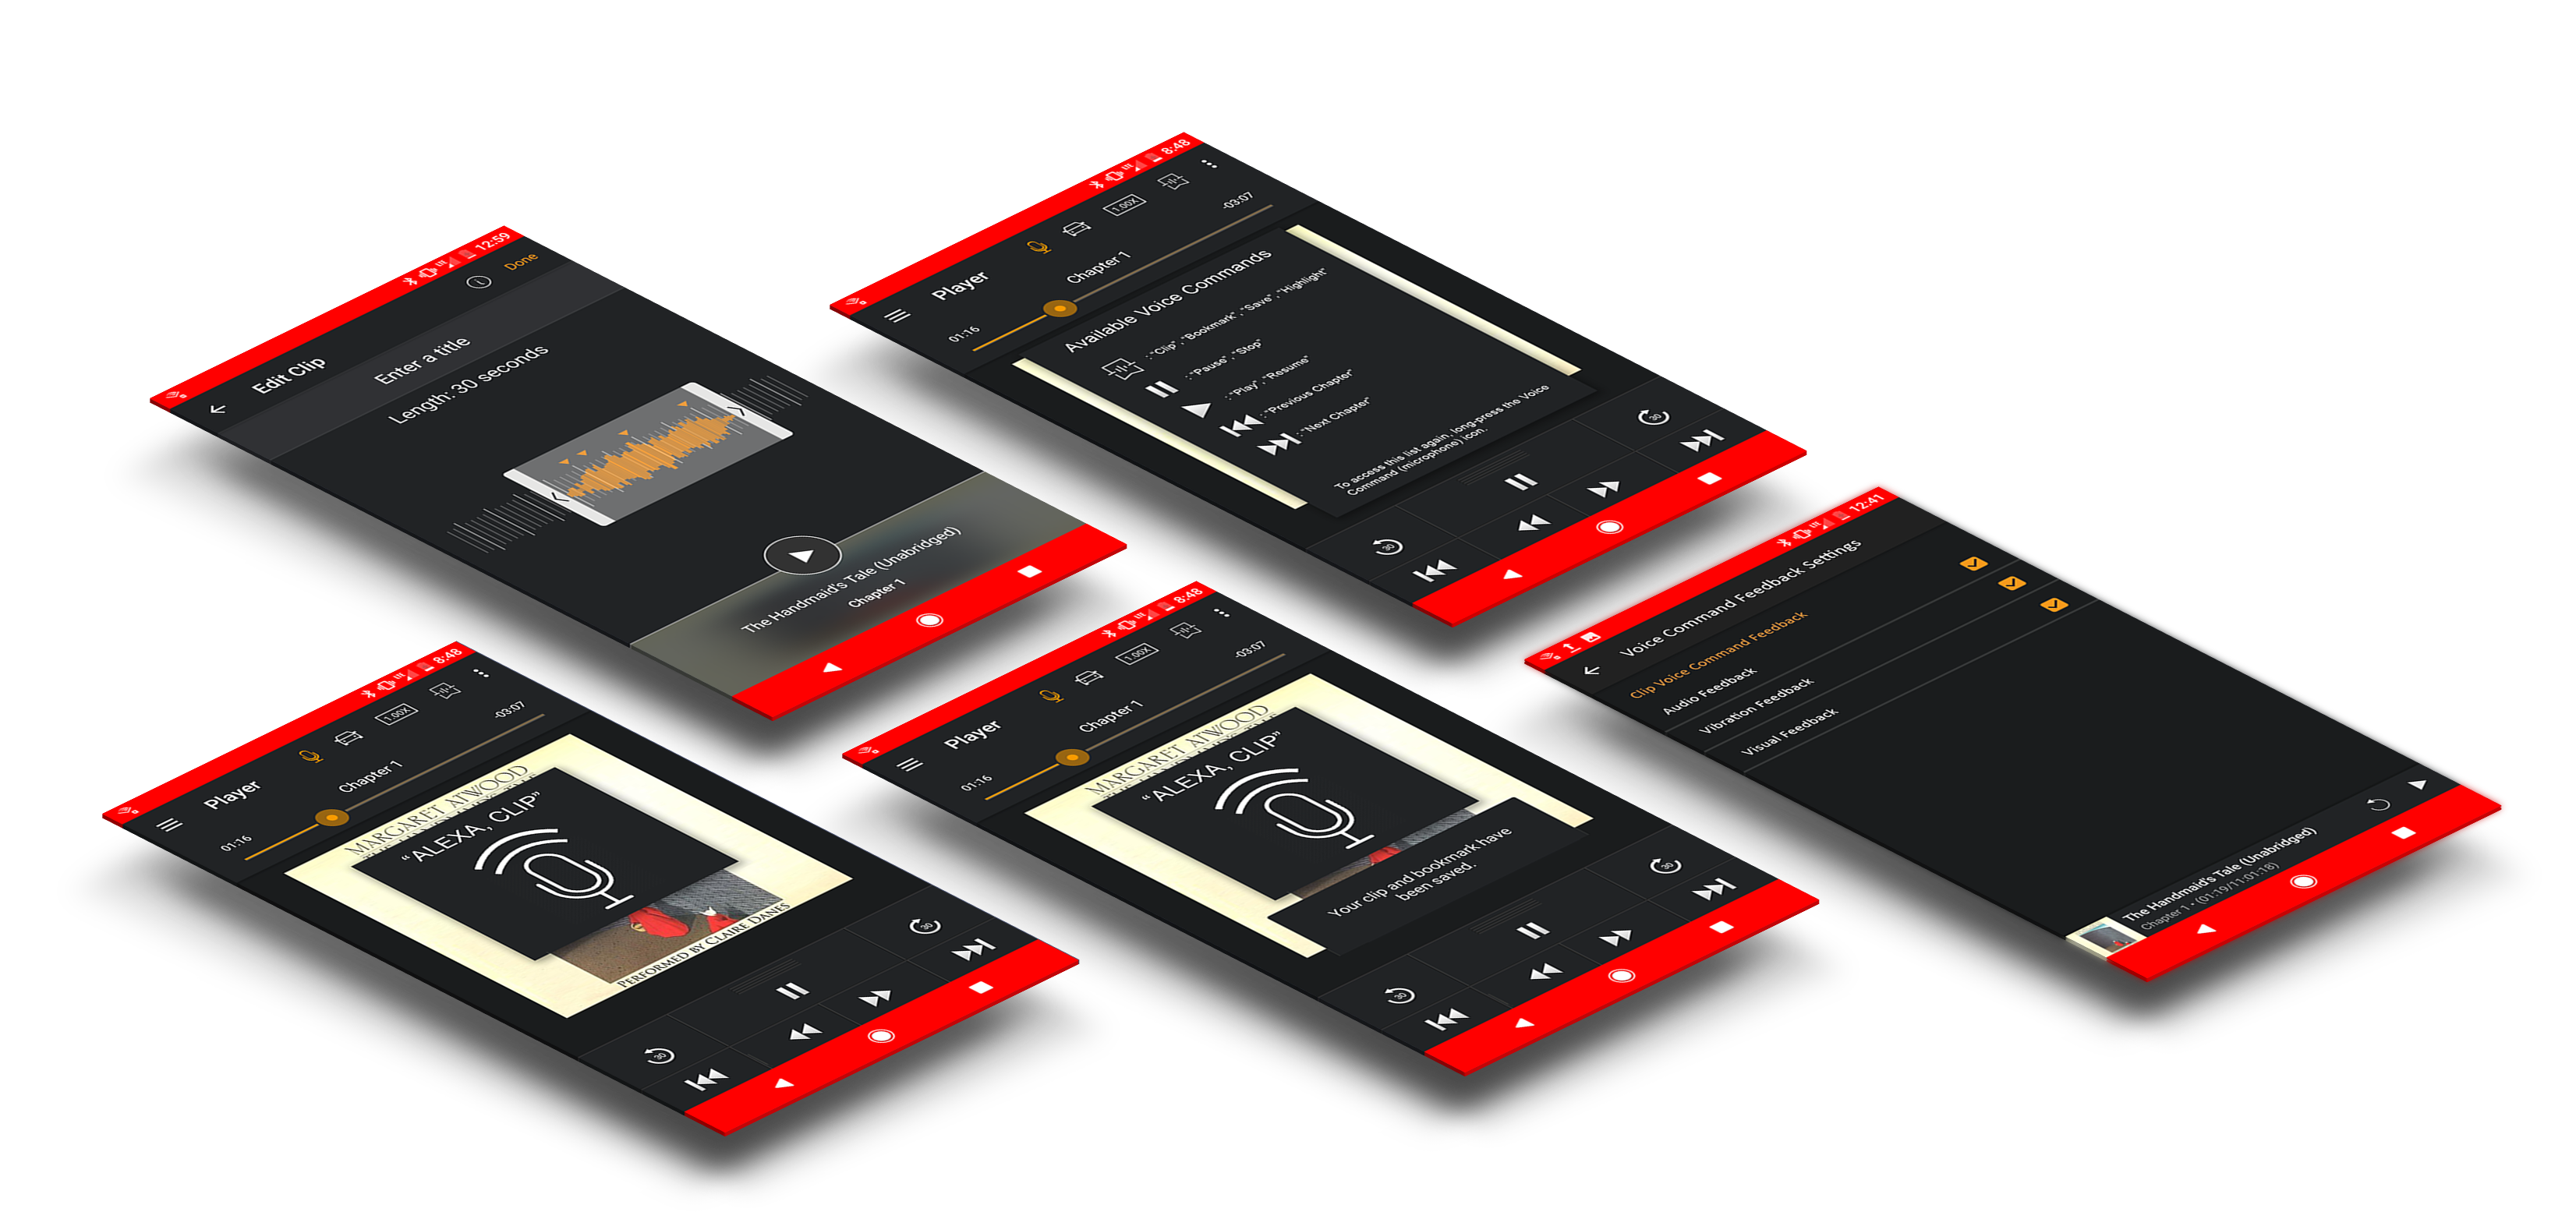 12:59
Done
Edit Clip
Enter a title
Length: 30 seconds
The Handmaid's Tale (Unabridged)
Chapter 1
LTE
8:48
Player
1.00X
Chapter 1
01:16
-03:07
Available Voice Commands
: "Clip", "Bookmark", "Save", "Highlight"
: "Pause", "Stop"
: "Play", "Resume"
: "Previous Chapter"
: "Next Chapter"
To access this list again, long-press the Voice
Command (microphone) icon.
30
30
LTE
8:48
Player
1.00X
Chapter 1
01:16
-03:07
MARGARET ATWOOD
"ALEXA, CLIP"
PERFORMED BY CLAIRE DANES
30
30
LTE
8:48
Player
1.00X
Chapter 1
01:16
-03:07
MARGARET ATWOOD
"ALEXA, CLIP"
Your clip and bookmark have
been saved.
30
30
LTE
12:41
Voice Command Feedback Settings
Clip Voice Command Feedback
Audio Feedback
Vibration Feedback
Visual Feedback
The Handmaid's Tale (Unabridged)
Chapter 1 • (01:19/11:01:18)